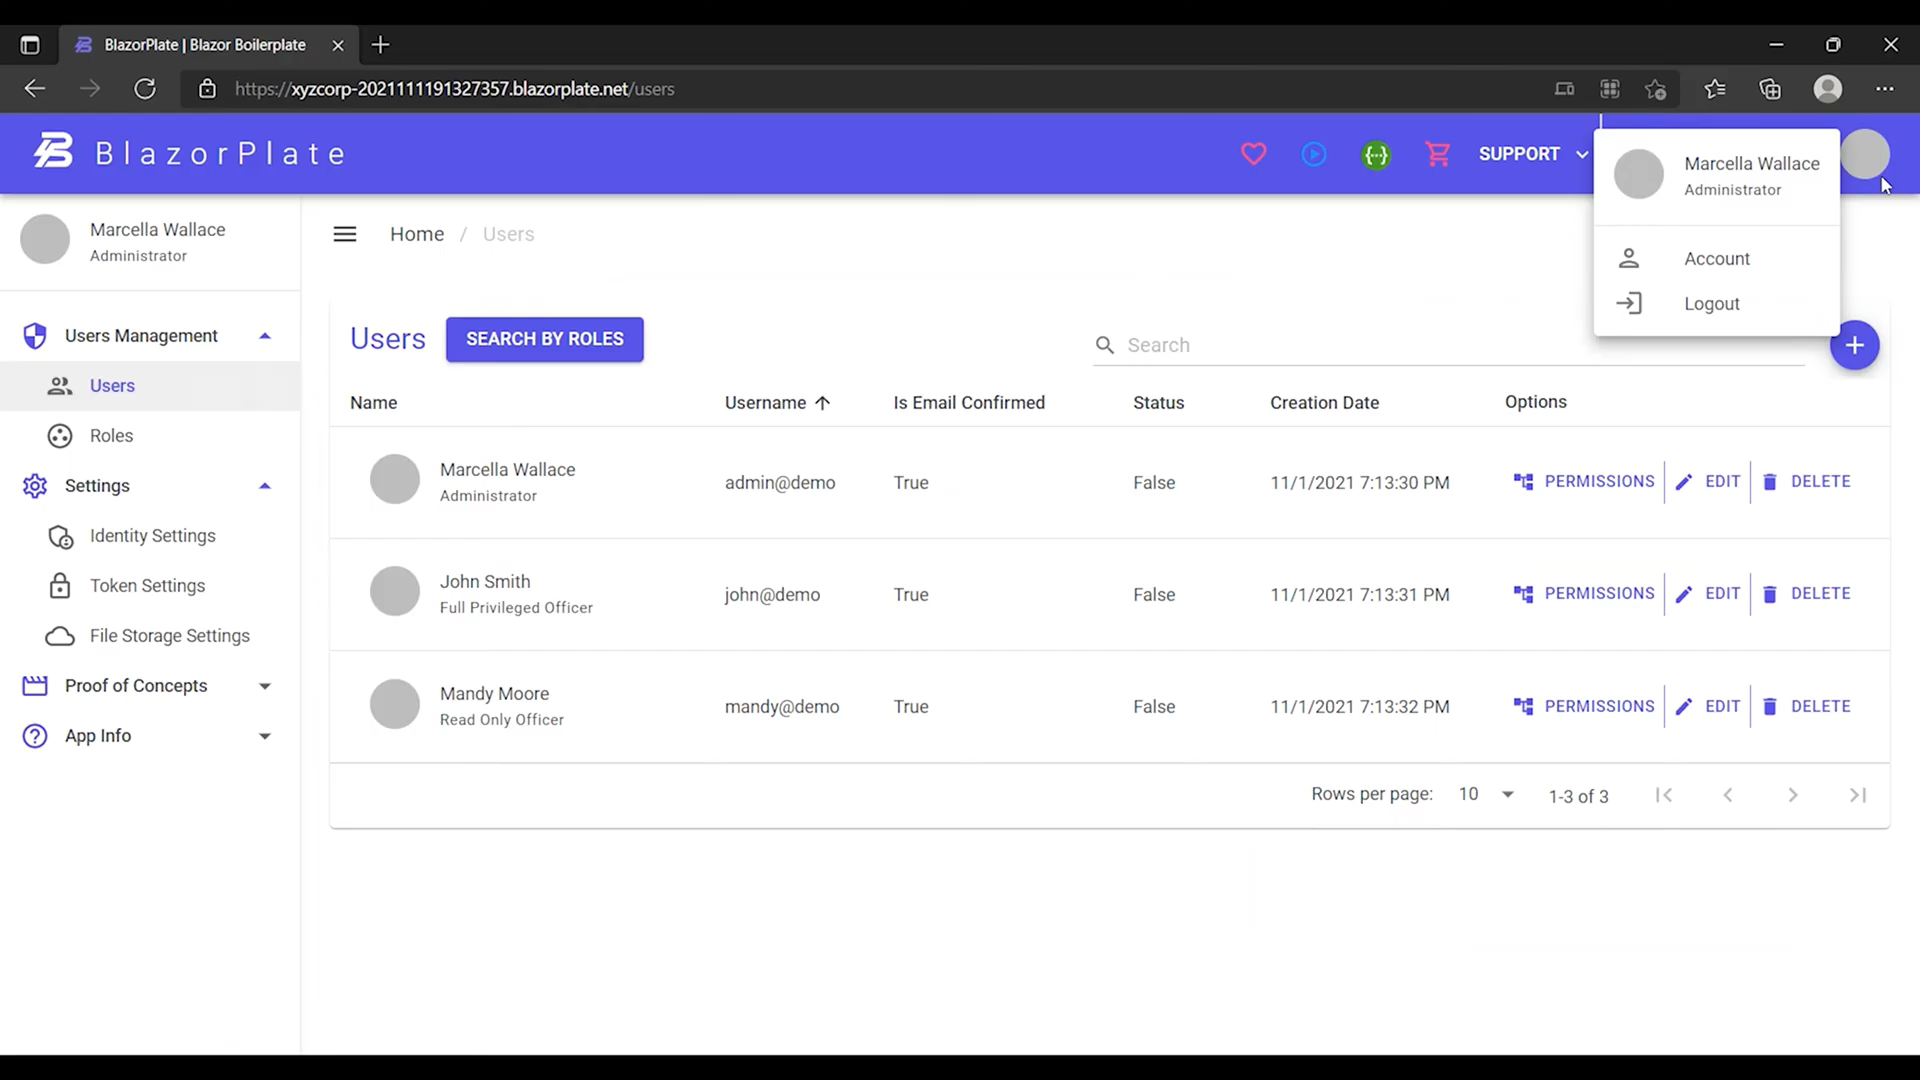 BlazorPlate | Blazor Boilerplate
https://xyzcorp-2021111191327357.blazorplate.net/users
BlazorPlate
SUPPORT
Marcella Wallace
Administrator
Account
Logout
Marcella Wallace
Administrator
Users Management
Users
Roles
Settings
Identity Settings
Token Settings
File Storage Settings
Proof of Concepts
App Info
Home / Users
Users SEARCH BY ROLES Search
Name Username Is Email Confirmed Status Creation Date Options
Marcella Wallace
Administrator
admin@demo True False 11/1/2021 7:13:30 PM PERMISSIONS EDIT DELETE
John Smith
Full Privileged Officer
john@demo True False 11/1/2021 7:13:31 PM PERMISSIONS EDIT DELETE
Mandy Moore
Read Only Officer
mandy@demo True False 11/1/2021 7:13:32 PM PERMISSIONS EDIT DELETE
Rows per page: 10 1-3 of 3